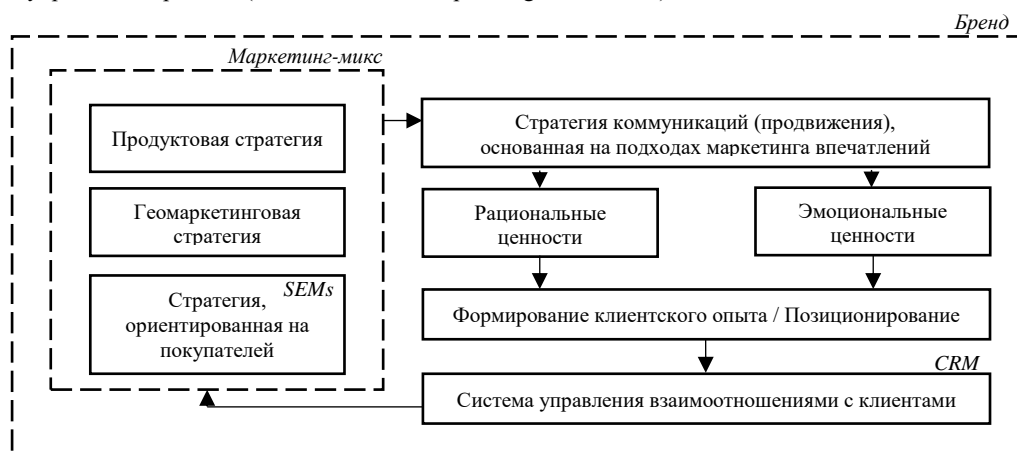 Бренд
Маркетинг-микс
Продуктовая стратегия
Геомаркетинговая
стратегия
SEMs
Стратегия,
ориентированная на
покупателей
Стратегия коммуникаций (продвижения),
основанная на подходах маркетинга впечатлений
Рациональные
ценности
Эмоциональные
ценности
Формирование клиентского опыта / Позиционирование
CRM
Система управления взаимоотношениями с клиентами